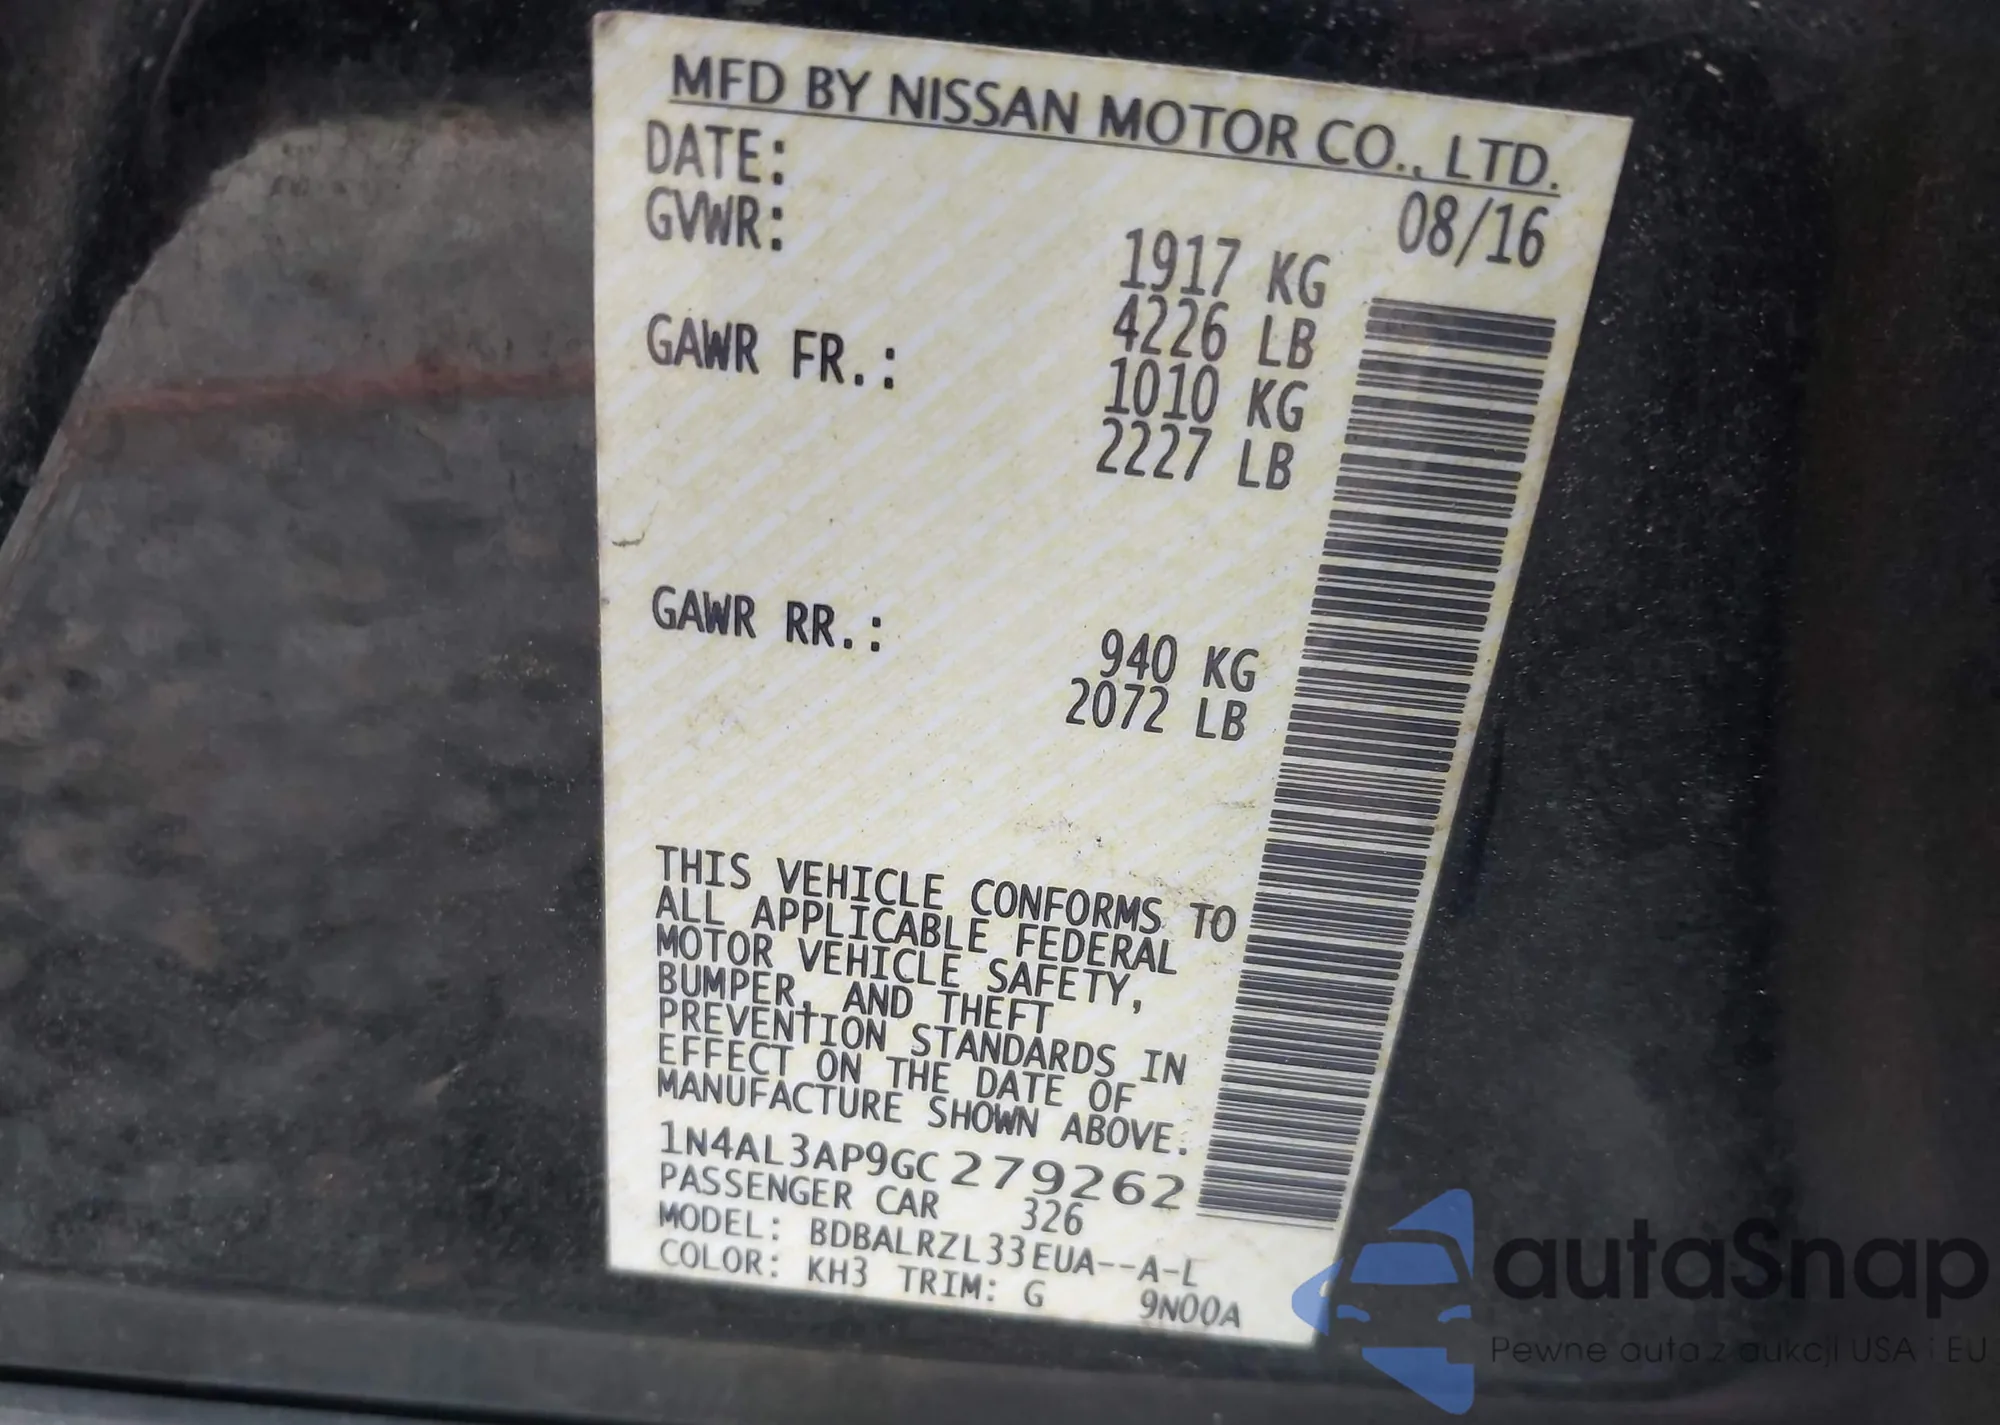 MFD BY NISSAN MOTOR CO., LTD.
DATE: 08/16
GVWR: 1917 KG
4226 LB
GAWR FR.: 1010 KG
2227 LB
GAWR RR.: 940 KG
2072 LB
THIS VEHICLE CONFORMS TO
ALL APPLICABLE FEDERAL
MOTOR VEHICLE SAFETY,
BUMPER, AND THEFT
PREVENTION STANDARDS IN
EFFECT ON THE DATE OF
MANUFACTURE SHOWN ABOVE.
1N4AL3AP9GC279262
PASSENGER CAR 326
MODEL: BDBALRZL33EUA--A-L
COLOR: KH3 TRIM: G 9N00A
autaSnap
Pewne auta z aukcji USA i EU